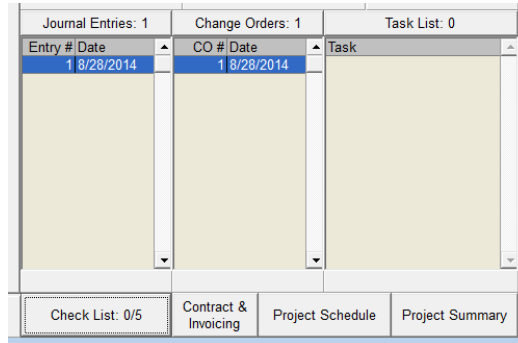 Journal Entries: 1 Change Orders: 1 Task List: 0
Entry # Date CO # Date Task
1 8/28/2014 1 8/28/2014
Check List: 0/5 Contract & Invoicing Project Schedule Project Summary